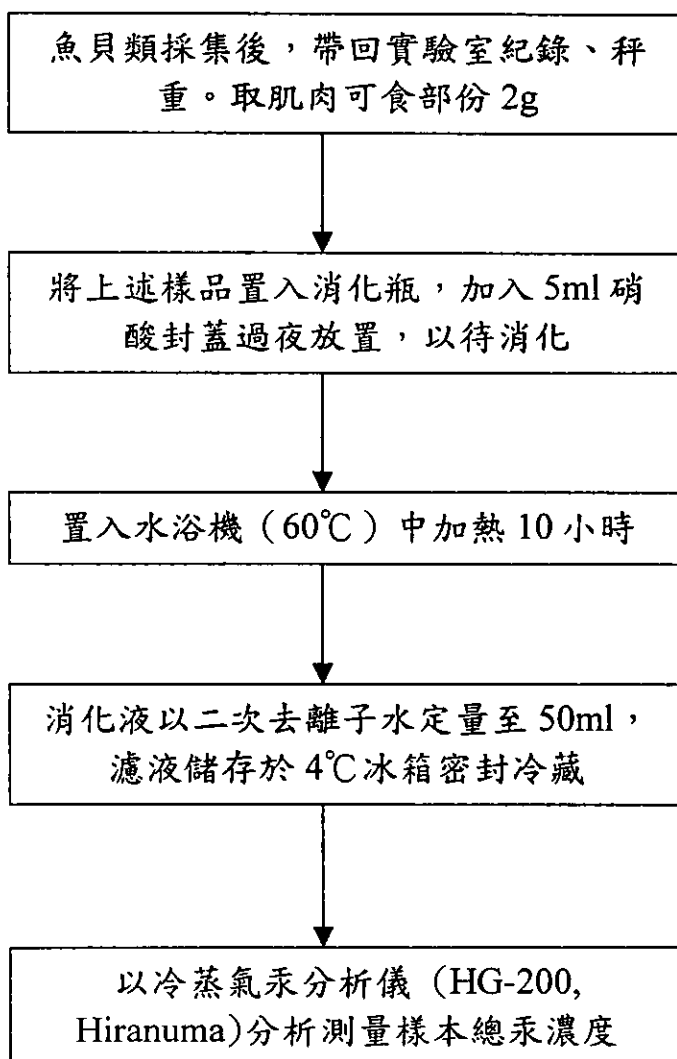 魚貝類採集後，帶回實驗室紀錄、秤
重。取肌肉可食部份 2g
將上述樣品置入消化瓶，加入 5ml 硝
酸封蓋過夜放置，以待消化
置入水浴機（60℃）中加熱 10 小時
消化液以二次去離子水定量至 50ml，
濾液儲存於 4℃冰箱密封冷藏
以冷蒸氣汞分析儀 (HG-200,
Hiranuma)分析測量樣本總汞濃度